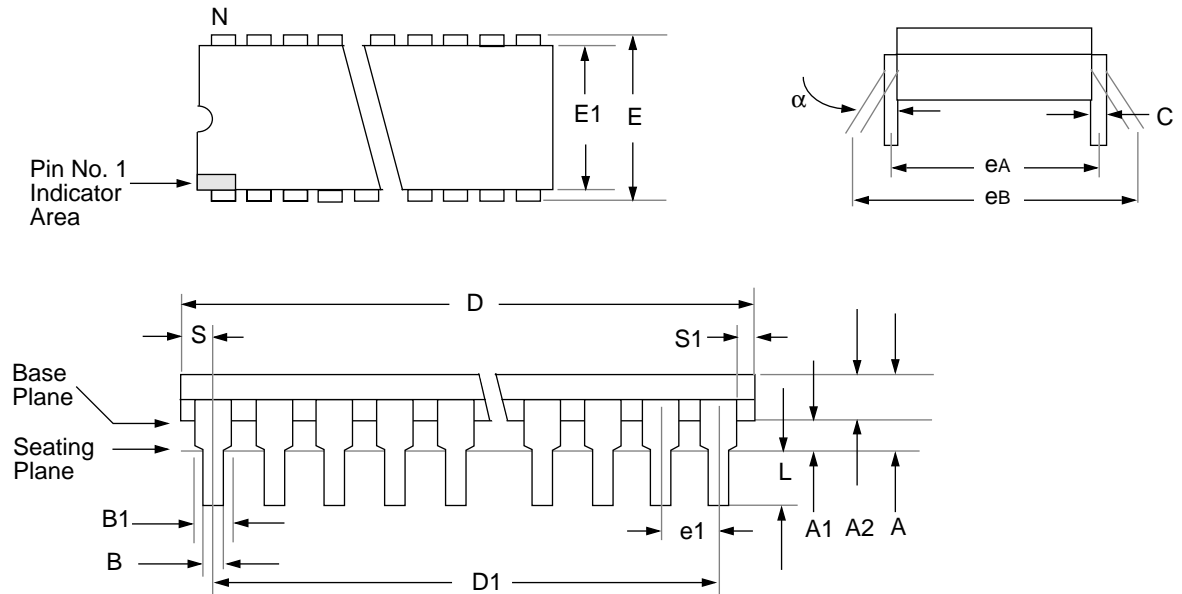 N
E1
E
Pin No. 1
Indicator
Area
α
C
eA
eB
D
S
S1
Base
Plane
Seating
Plane
L
B1
e1
A1
A2
A
B
D1